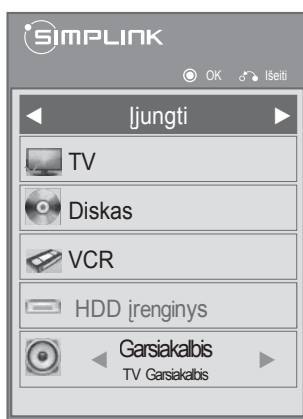 SIMPLINK
OK Išeiti
Įjungti
TV
Diskas
VCR
HDD įrenginys
Garsiakalbis
TV Garsiakalbis